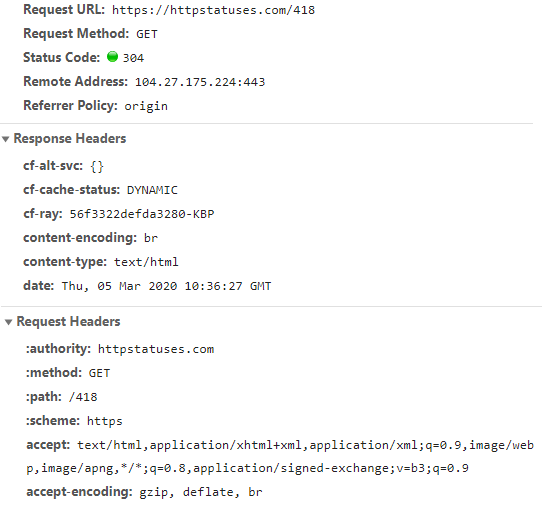 Request URL: https://httpstatuses.com/418
Request Method: GET
Status Code: 304
Remote Address: 104.27.175.224:443
Referrer Policy: origin
Response Headers
cf-alt-svc: {}
cf-cache-status: DYNAMIC
cf-ray: 56f3322defda3280-KBP
content-encoding: br
content-type: text/html
date: Thu, 05 Mar 2020 10:36:27 GMT
Request Headers
:authority: httpstatuses.com
:method: GET
:path: /418
:scheme: https
accept: text/html,application/xhtml+xml,application/xml;q=0.9,image/web
p,image/apng,*/*;q=0.8,application/signed-exchange;v=b3;q=0.9
accept-encoding: gzip, deflate, br